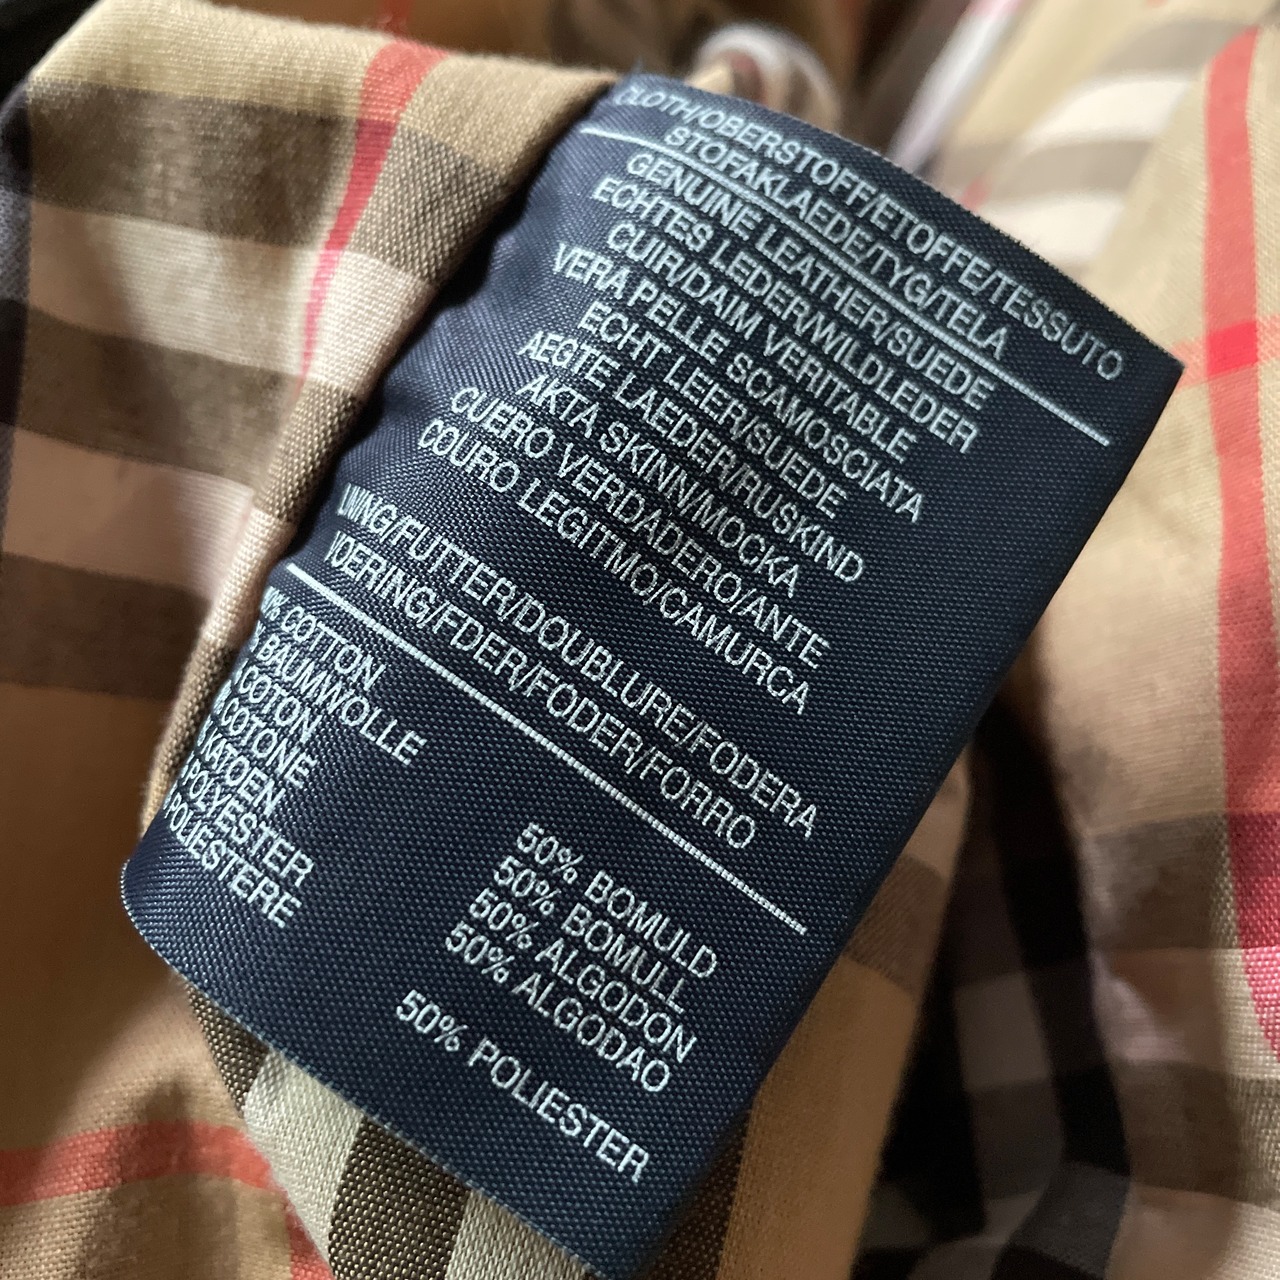 CLOTH/OBERSTOFF/ETOFFE/TESSUTO
STOFAKLAEDE/TYG/TELA
GENUINE LEATHER/SUEDE
ECHTES LEDER/WILDLEDER
CUIR/DAIM VERITABLE
VERA PELLE SCAMOSCIATA
ECHT LEER/SUEDE
AEGTE LAEDER/RUSKIND
AKTA SKINN/MOCKA
CUERO VERDADERO/ANTE
COURO LEGITMO/CAMURCA
LINING/FUTTER/DOUBLURE/FODERA
VOERING/FDER/FODER/FORRO
COTTON
BAUMWOLLE
COTON
COTONE
KATOEN
POLYESTER
POLIESTERE
50% BOMULD
50% BOMULL
50% ALGODON
50% ALGODAO
50% POLIESTER